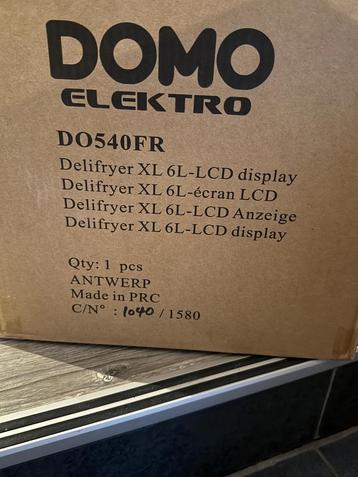 DOMO
ELEKTRO
DO540FR
Delifryer XL 6L-LCD display
Delifryer XL 6L-écran LCD
Delifryer XL 6L-LCD Anzeige
Delifryer XL 6L-LCD display
Qty: 1 pcs
ANTWERP
Made in PRC
C/N° : 1040 / 1580